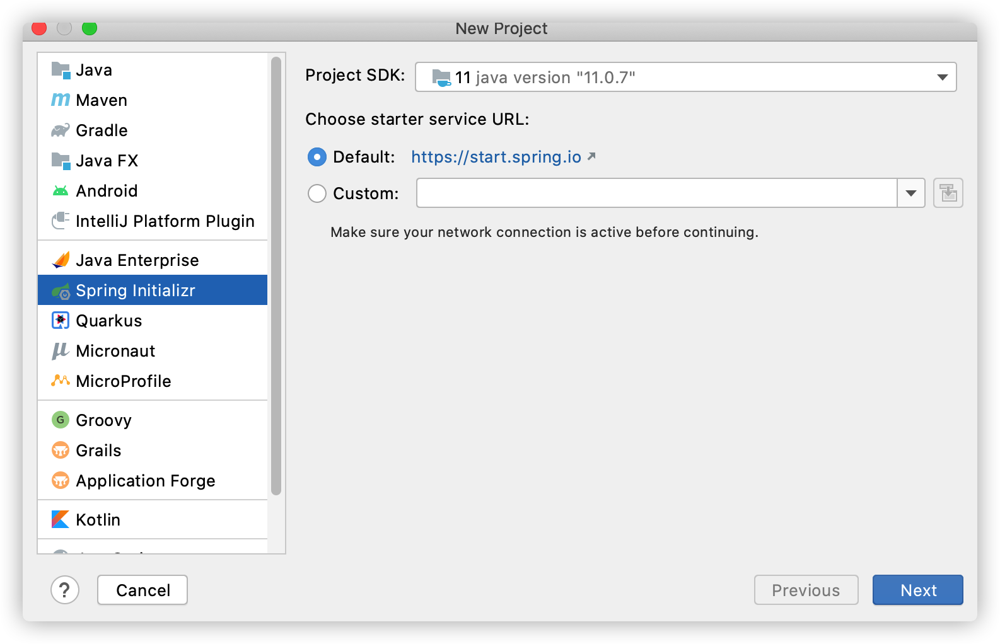 New Project
Java
Maven
Gradle
Java FX
Android
IntelliJ Platform Plugin
Java Enterprise
Spring Initializr
Quarkus
Micronaut
MicroProfile
G Groovy
Grails
Application Forge
Kotlin
Project SDK: 11 java version "11.0.7"
Choose starter service URL:
Default: https://start.spring.io
Custom:
Make sure your network connection is active before continuing.
? Cancel Previous Next